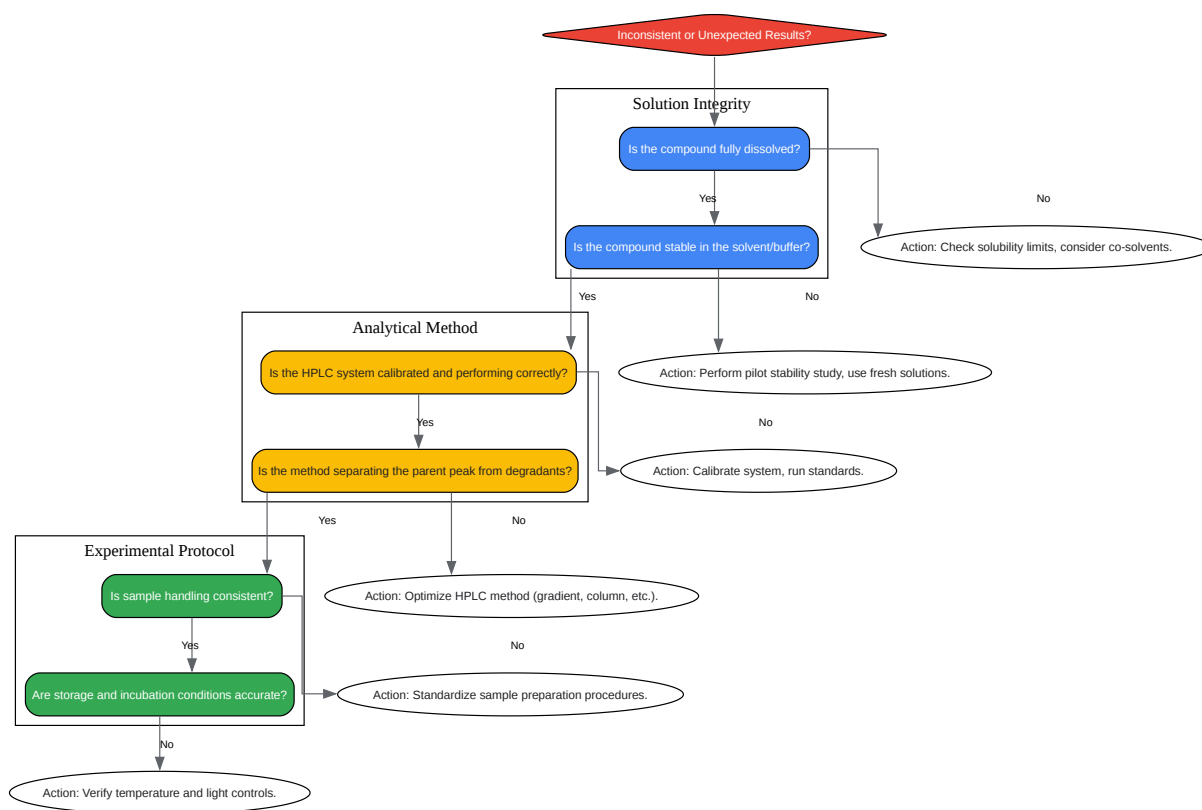 Inconsistent or Unexpected Results?
Solution Integrity
Is the compound fully dissolved?
Yes
No
Is the compound stable in the solvent/buffer?
Action: Check solubility limits, consider co-solvents.
Yes
No
Analytical Method
Is the HPLC system calibrated and performing correctly?
Action: Perform pilot stability study, use fresh solutions.
Yes
No
Is the method separating the parent peak from degradants?
Action: Calibrate system, run standards.
Yes
No
Experimental Protocol
Is sample handling consistent?
Action: Optimize HPLC method (gradient, column, etc.).
Yes
No
Are storage and incubation conditions accurate?
Action: Standardize sample preparation procedures.
No
Action: Verify temperature and light controls.